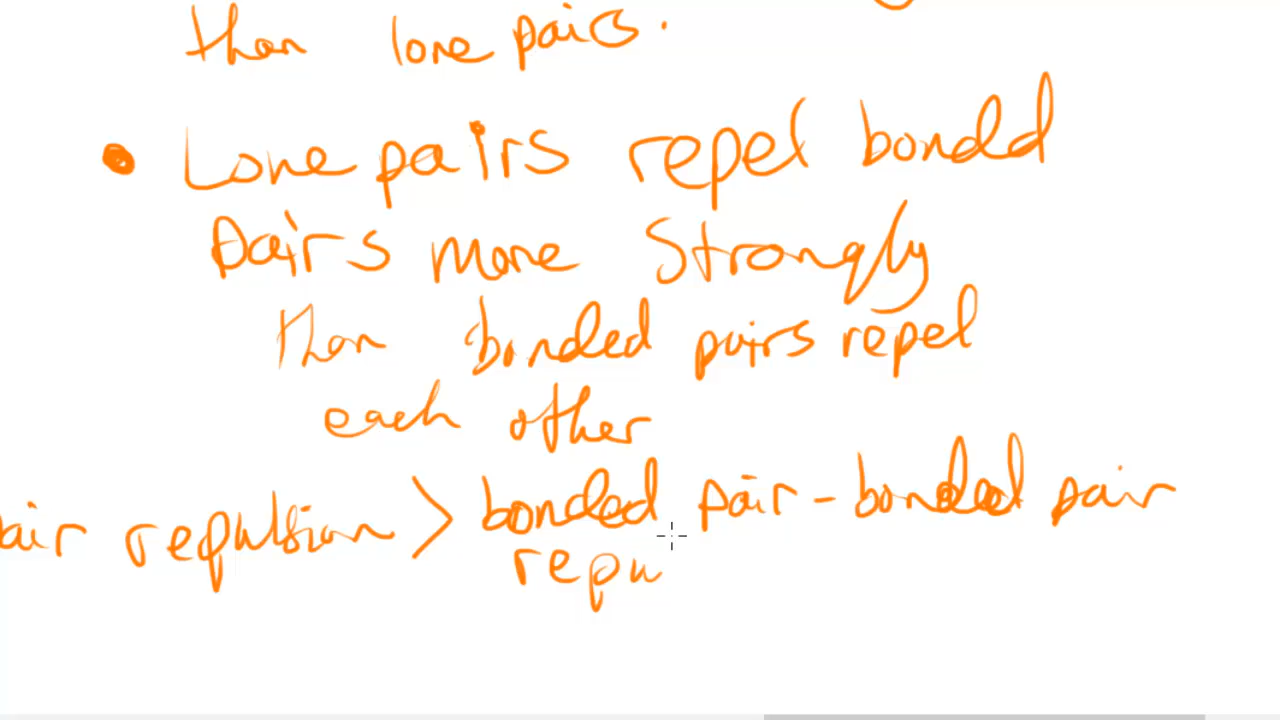 than lone pairs.
• Lone pairs repel bondd
pairs more strongly
than bonded pairs repel
each other
air repulsion > bonded pair - bonded pair
repu